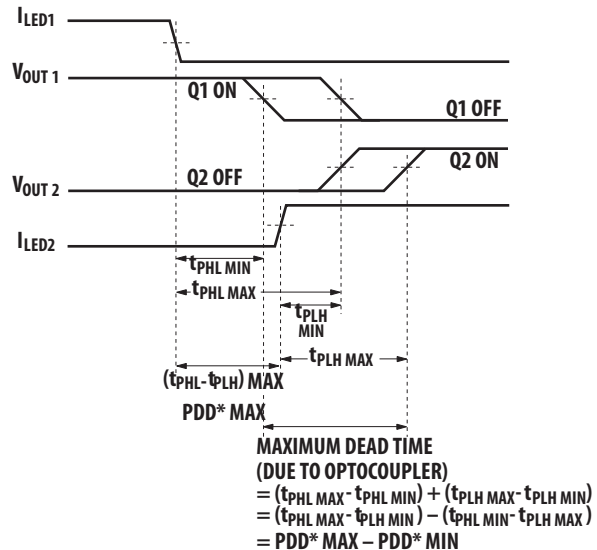 ILED1
VOUT 1
Q1 ON
Q1 OFF
VOUT 2
Q2 OFF
Q2 ON
ILED2
tPHL MIN
tPHL MAX
tPLH
MIN
tPLH MAX
(tPHL-tPLH) MAX
PDD* MAX
MAXIMUM DEAD TIME
(DUE TO OPTOCOUPLER)
= (tPHL MAX- tPHL MIN) + (tPLH MAX- tPLH MIN)
= (tPHL MAX- tPLH MIN ) – (tPHL MIN- tPLH MAX )
= PDD* MAX – PDD* MIN